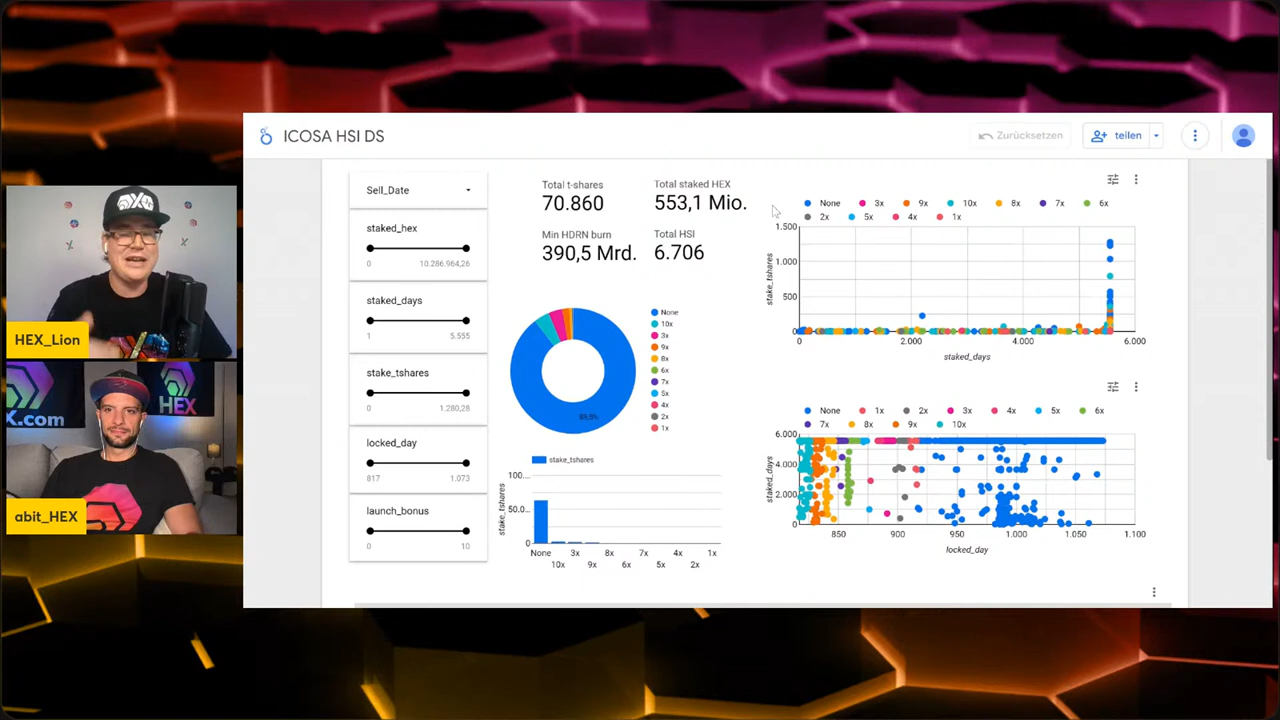 ICOSA HSI DS
Zurücksetzen
teilen
Sell_Date
staked_hex
0 10.286.964,26
staked_days
1 5.555
stake_tshares
0 1.280,28
locked_day
817 1.073
launch_bonus
0 10
Total t-shares
70.860
Total staked HEX
553,1 Mio.
Min HDRN burn
390,5 Mrd.
Total HSI
6.706
None
10x
3x
9x
8x
6x
7x
5x
4x
2x
1x
stake_tshares
100...
50.0...
0
stake_tshares
None 3x 8x 7x 4x 1x
10x 9x 6x 5x 2x
None 3x 9x 10x 8x 7x 6x
2x 5x 4x 1x
1.500
1.000
500
0
stake_tshares
0 2.000 4.000 6.000
staked_days
None 1x 2x 3x 4x 5x 6x
7x 8x 9x 10x
6.000
4.000
2.000
0
staked_days
850 900 950 1.000 1.050 1.100
locked_day
HEX_Lion
X.com
HEX
abit_HEX